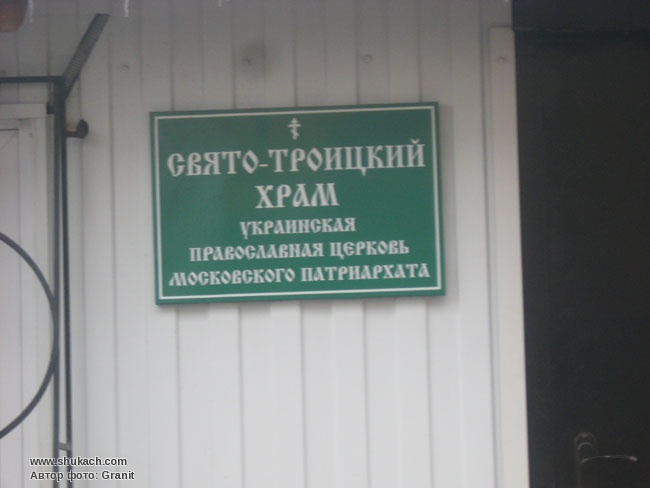 СВЯТО-ТРОИЦКИЙ
ХРАМ
УКРАИНСКАЯ
ПРАВОСЛАВНАЯ ЦЕРКОВЬ
МОСКОВСКОГО ПАТРИАРХАТА
www.shukach.com
Автор фото: Granit